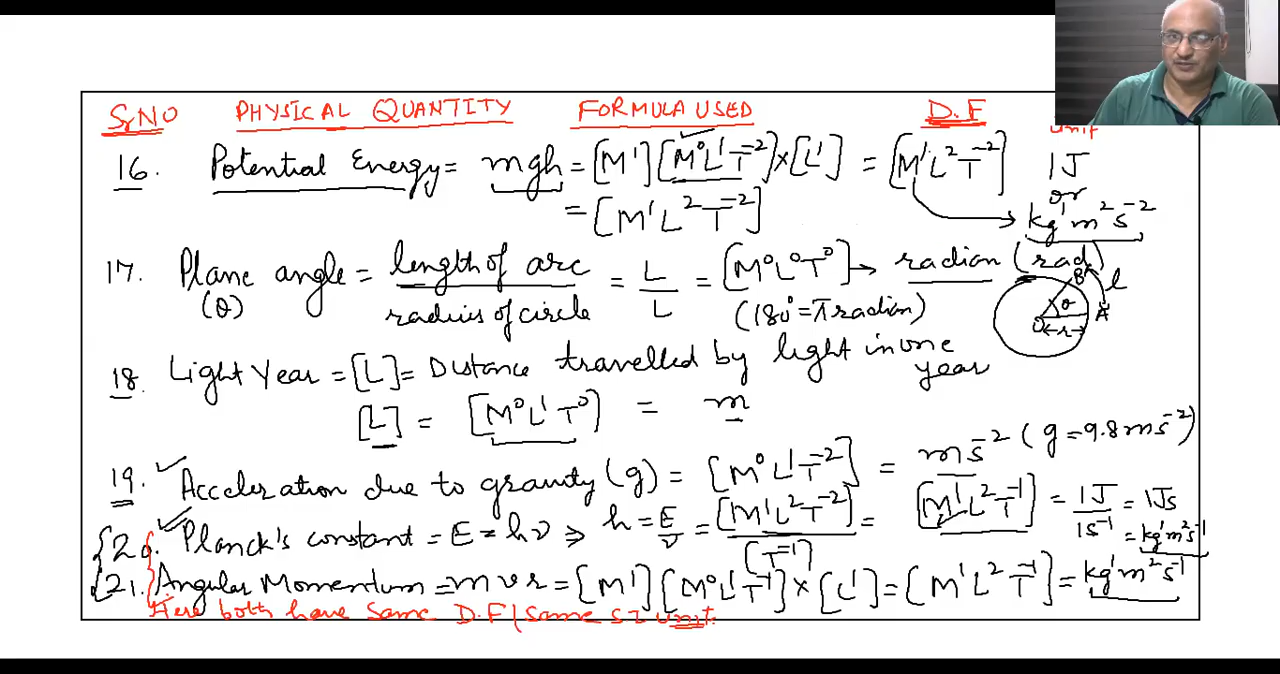 Sr NO PHYSICAL QUANTITY FORMULA USED D.F unit
16. Potential Energy = mgh = [M¹] [M⁰L¹T⁻²] × [L¹] = [M¹L²T⁻²] 1J
or
= [M¹L²T⁻²] → kg¹m²s⁻²
17. Plane angle = length of arc / radius of circle = L / L = [M⁰L⁰T⁰] → radian (rad)
(θ) (180° = π radian)
B l θ O r A
18. Light Year = [L] = Distance travelled by light in one year
[L] = [M⁰L¹T⁰] = m
19. Acceleration due to gravity (g) = [M⁰L¹T⁻²] = ms⁻² (g = 9.8ms⁻²)
20. Planck's constant = E = hν ⇒ h = E/ν = [M¹L²T⁻²] / [T⁻¹] = [M¹L²T⁻¹] = 1J / 1s⁻¹ = 1Js
= kg¹m²s⁻¹
21. Angular Momentum = mvr = [M¹] [M⁰L¹T⁻¹] × [L¹] = [M¹L²T⁻¹] = kg¹m²s⁻¹
Here both have Same D.F / Same SI unit.